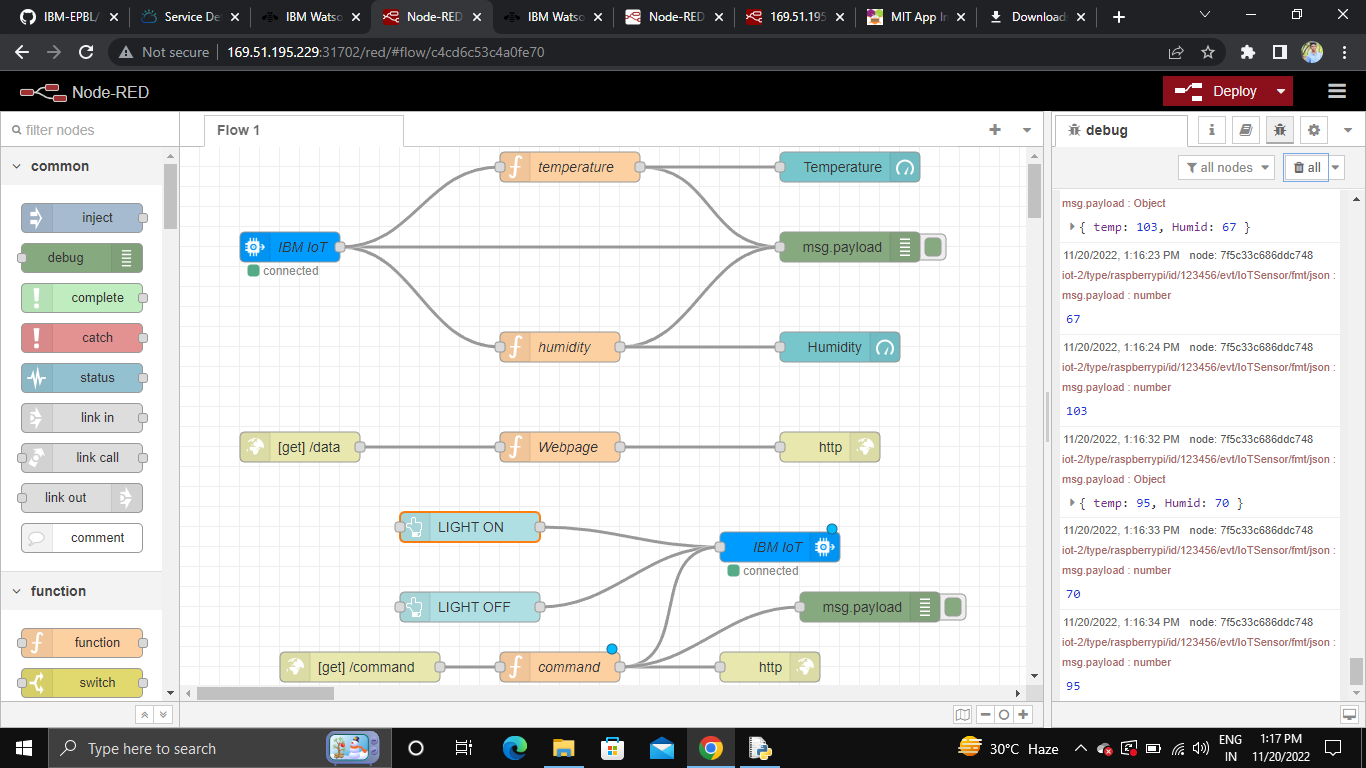 IBM-EPBL/
Service De
IBM Watso
Node-RED
IBM Watso
Node-RED
169.51.195
MIT App In
Downloads
Not secure
169.51.195.229:31702/red/#flow/c4cd6c53c4a0fe70
Node-RED
Deploy
filter nodes
common
inject
debug
complete
catch
status
link in
link call
link out
comment
function
function
switch
Flow 1
temperature
Temperature
IBM IoT
connected
msg.payload
humidity
Humidity
[get] /data
Webpage
http
LIGHT ON
IBM IoT
connected
LIGHT OFF
msg.payload
[get] /command
command
http
debug
all nodes
all
msg.payload : Object
{ temp: 103, Humid: 67 }
11/20/2022, 1:16:23 PM node: 7f5c33c686ddc748
iot-2/type/raspberrypi/id/123456/evt/IoTSensor/fmt/json :
msg.payload : number
67
11/20/2022, 1:16:24 PM node: 7f5c33c686ddc748
iot-2/type/raspberrypi/id/123456/evt/IoTSensor/fmt/json :
msg.payload : number
103
11/20/2022, 1:16:32 PM node: 7f5c33c686ddc748
iot-2/type/raspberrypi/id/123456/evt/IoTSensor/fmt/json :
msg.payload : Object
{ temp: 95, Humid: 70 }
11/20/2022, 1:16:33 PM node: 7f5c33c686ddc748
iot-2/type/raspberrypi/id/123456/evt/IoTSensor/fmt/json :
msg.payload : number
70
11/20/2022, 1:16:34 PM node: 7f5c33c686ddc748
iot-2/type/raspberrypi/id/123456/evt/IoTSensor/fmt/json :
msg.payload : number
95
Type here to search
30°C Haze
ENG
IN
1:17 PM
11/20/2022